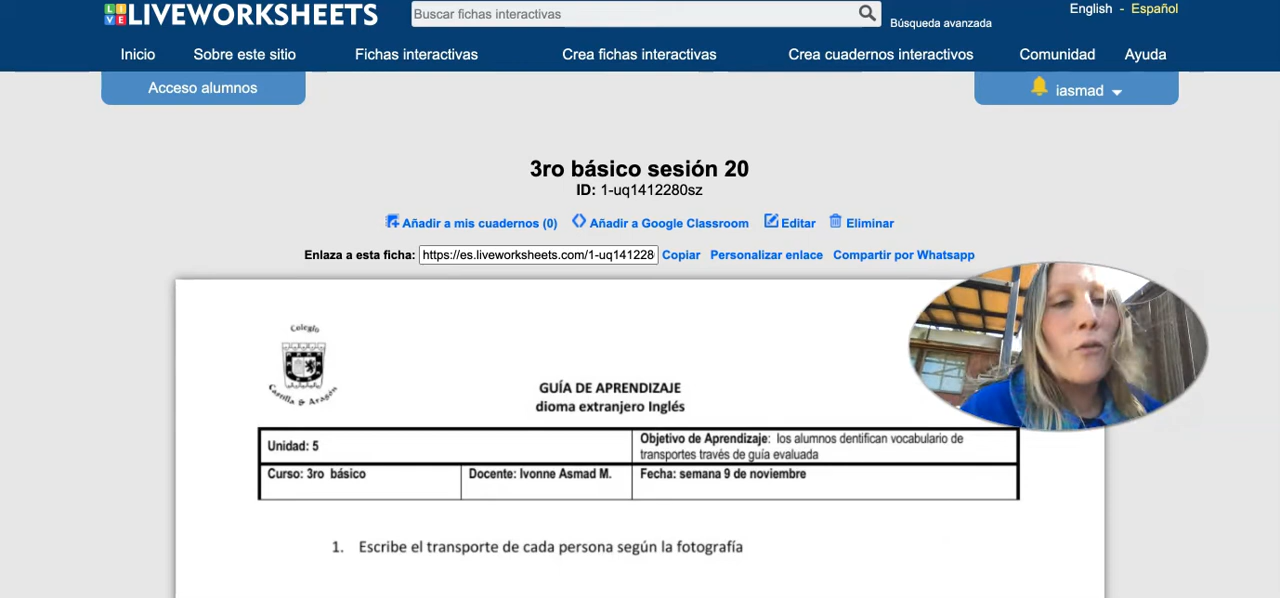 LIVE LIVEWORKSHEETS
Buscar fichas interactivas
Búsqueda avanzada
English - Español
Inicio Sobre este sitio Fichas interactivas Crea fichas interactivas Crea cuadernos interactivos Comunidad Ayuda
Acceso alumnos
iasmad
3ro básico sesión 20
ID: 1-uq1412280sz
Añadir a mis cuadernos (0) Añadir a Google Classroom Editar Eliminar
Enlaza a esta ficha: https://es.liveworksheets.com/1-uq141228 Copiar Personalizar enlace Compartir por Whatsapp
Colegio
Castilla & Aragón
GUÍA DE APRENDIZAJE
dioma extranjero Inglés
Unidad: 5
Objetivo de Aprendizaje: los alumnos dentifican vocabulario de
transportes través de guía evaluada
Curso: 3ro básico Docente: Ivonne Asmad M. Fecha: semana 9 de noviembre
1. Escribe el transporte de cada persona según la fotografía